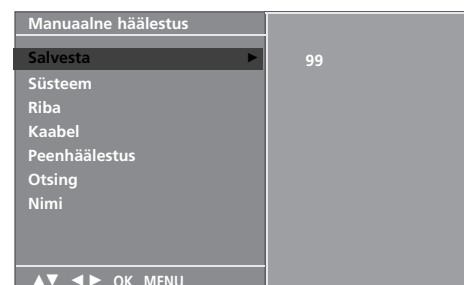 Manuaalne häälestus
Salvesta ► 99
Süsteem
Riba
Kaabel
Peenhäälestus
Otsing
Nimi
▲▼ ◄► OK MENU